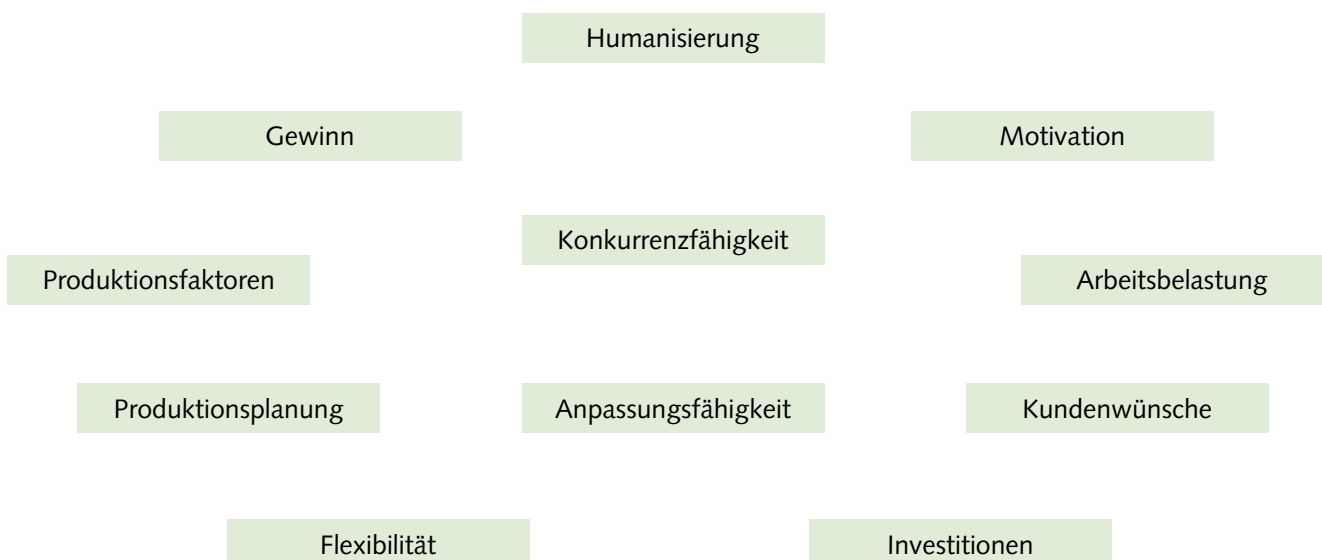 Humanisierung
Gewinn
Motivation
Konkurrenzfähigkeit
Produktionsfaktoren
Arbeitsbelastung
Produktionsplanung
Anpassungsfähigkeit
Kundenwünsche
Flexibilität
Investitionen